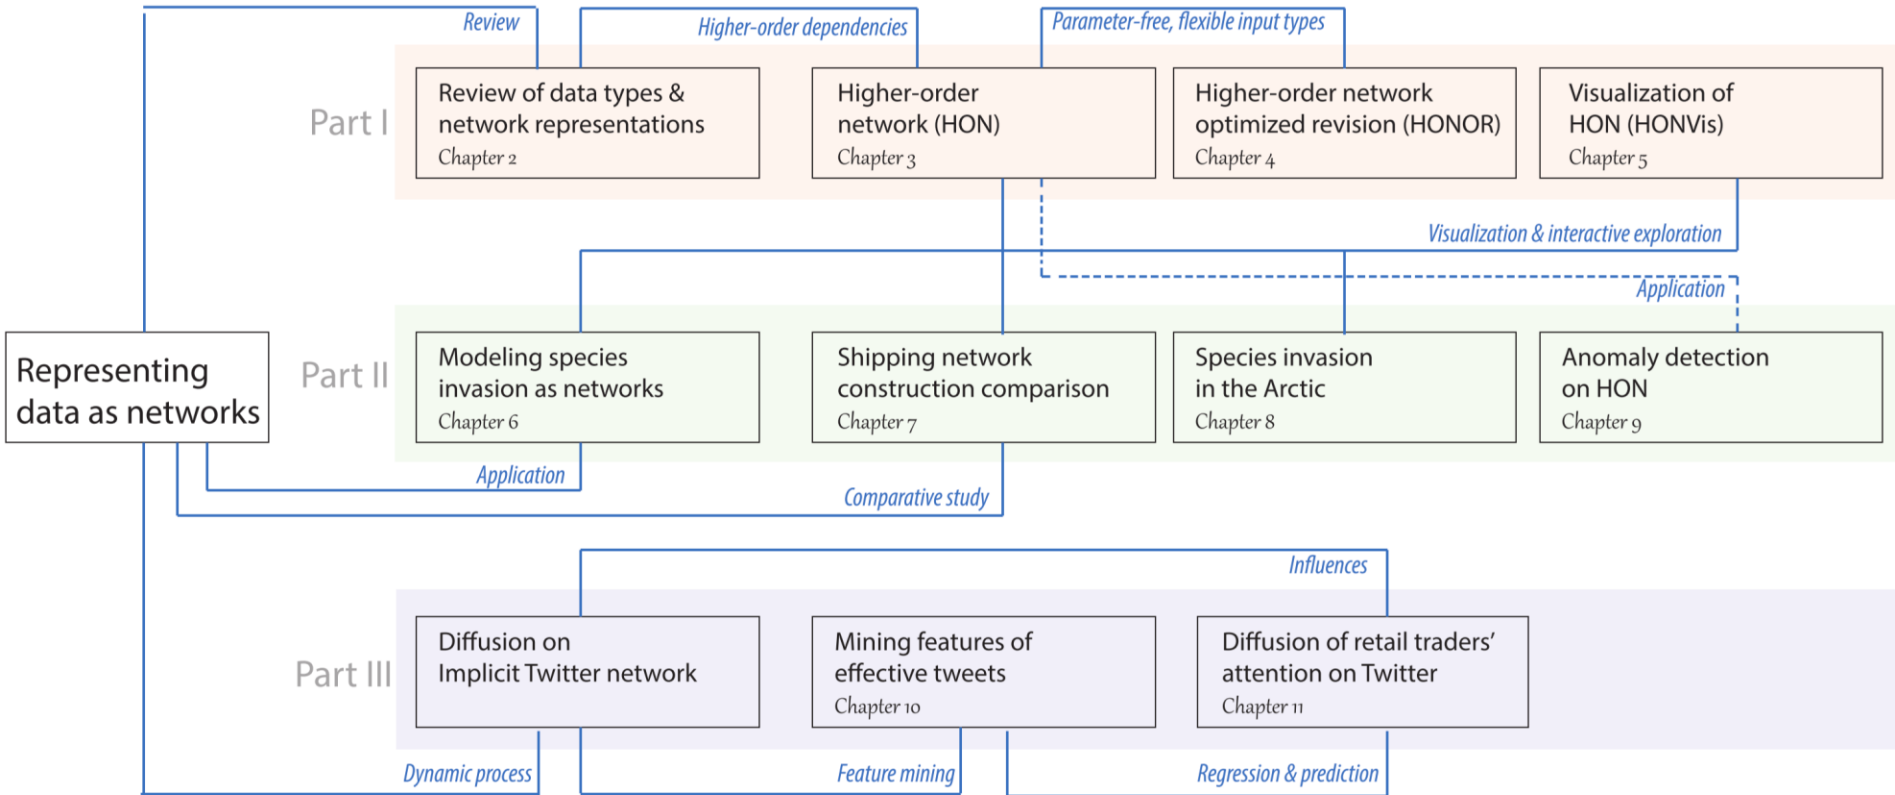 Review
Higher-order dependencies
Parameter-free, flexible input types
Part I
Review of data types &
network representations
Chapter 2
Higher-order
network (HON)
Chapter 3
Higher-order network
optimized revision (HONOR)
Chapter 4
Visualization of
HON (HONVis)
Chapter 5
Visualization & interactive exploration
Application
Representing
data as networks
Part II
Modeling species
invasion as networks
Chapter 6
Shipping network
construction comparison
Chapter 7
Species invasion
in the Arctic
Chapter 8
Anomaly detection
on HON
Chapter 9
Application
Comparative study
Influences
Part III
Diffusion on
Implicit Twitter network
Mining features of
effective tweets
Chapter 10
Diffusion of retail traders’
attention on Twitter
Chapter 11
Dynamic process
Feature mining
Regression & prediction